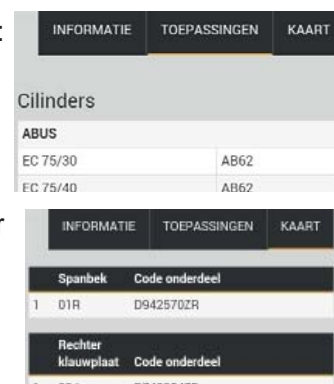 INFORMATIE TOEPASSINGEN KAART
Cilinders
ABUS
EC 75/30 AB62
EC 75/40 AB62
INFORMATIE TOEPASSINGEN KAART
Spanbek Code onderdeel
1 01R D942570ZR
Rechter
klauwplaat Code onderdeel